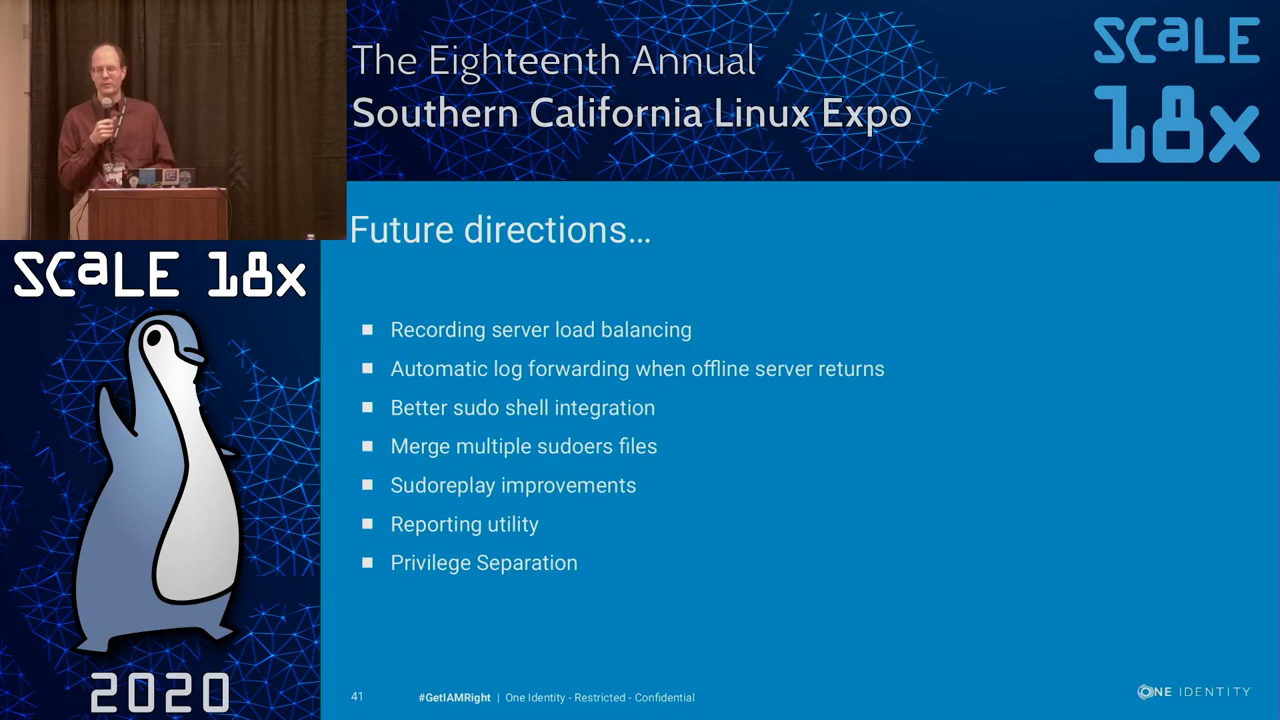 The Eighteenth Annual
Southern California Linux Expo
SCaLE
18x
Future directions…
Recording server load balancing
Automatic log forwarding when offline server returns
Better sudo shell integration
Merge multiple sudoers files
Sudoreplay improvements
Reporting utility
Privilege Separation
41 #GetIAMRight | One Identity - Restricted - Confidential
ONE IDENTITY
SCaLE 18x
2020